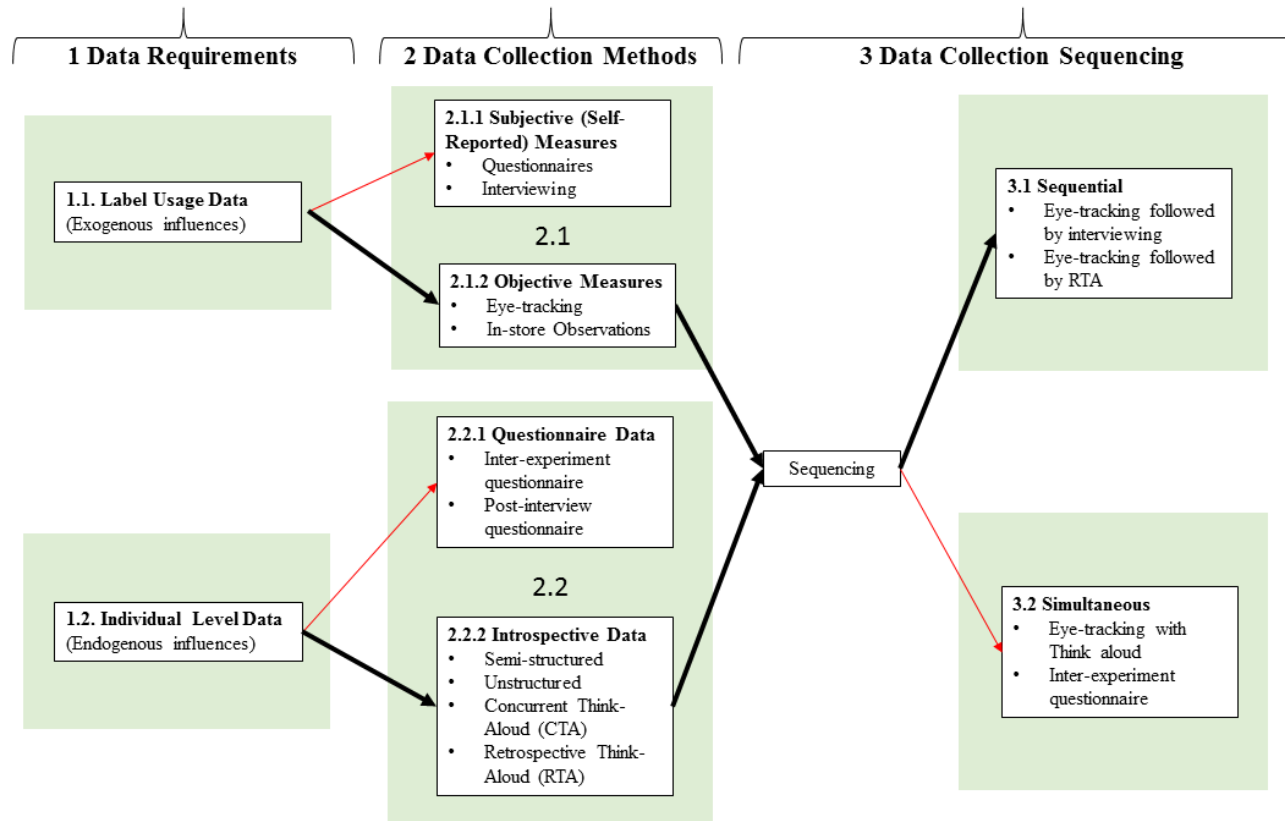 1 Data Requirements
2 Data Collection Methods
3 Data Collection Sequencing
1.1. Label Usage Data
(Exogenous influences)
1.2. Individual Level Data
(Endogenous influences)
2.1.1 Subjective (Self-
Reported) Measures
• Questionnaires
• Interviewing
2.1
2.1.2 Objective Measures
• Eye-tracking
• In-store Observations
2.2.1 Questionnaire Data
• Inter-experiment
questionnaire
• Post-interview
questionnaire
2.2
2.2.2 Introspective Data
• Semi-structured
• Unstructured
• Concurrent Think-
Aloud (CTA)
• Retrospective Think-
Aloud (RTA)
Sequencing
3.1 Sequential
• Eye-tracking followed
by interviewing
• Eye-tracking followed
by RTA
3.2 Simultaneous
• Eye-tracking with
Think aloud
• Inter-experiment
questionnaire